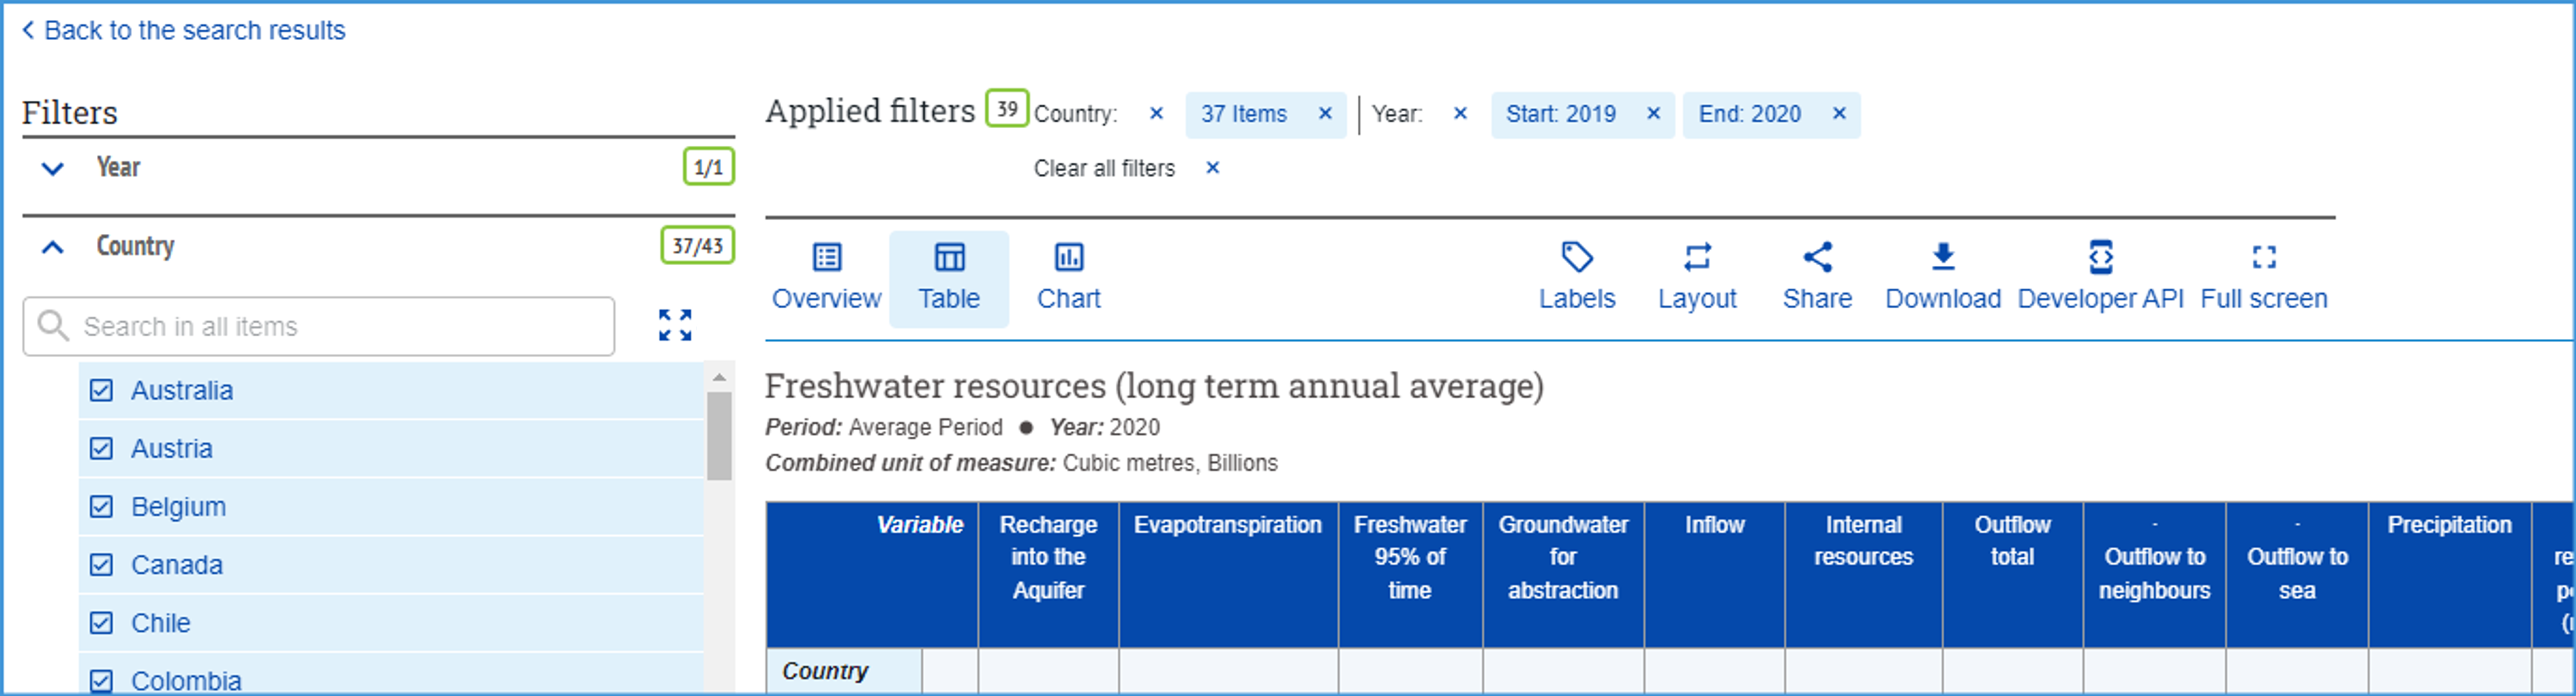 Back to the search results
Filters
Year 1/1
Country 37/43
Search in all items
Australia
Austria
Belgium
Canada
Chile
Colombia
Applied filters 39 Country: × 37 Items × | Year: × Start: 2019 × End: 2020 ×
Clear all filters ×
Overview Table Chart Labels Layout Share Download Developer API Full screen
Freshwater resources (long term annual average)
Period: Average Period ● Year: 2020
Combined unit of measure: Cubic metres, Billions
Variable
Recharge
into the
Aquifer
Evapotranspiration
Freshwater
95% of
time
Groundwater
for
abstraction
Inflow
Internal
resources
Outflow
total
-
Outflow to
neighbours
-
Outflow to
sea
Precipitation
Country